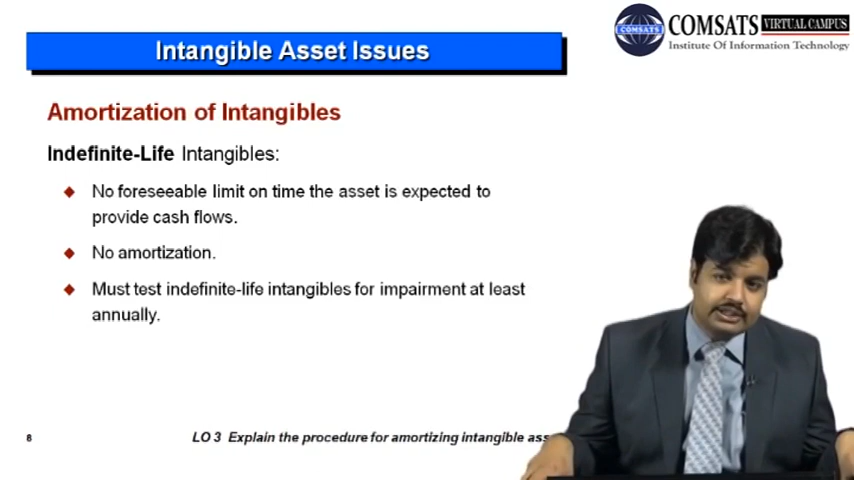 COMSATS VIRTUAL CAMPUS
Institute Of Information Technology
COMSATS
Intangible Asset Issues
Amortization of Intangibles
Indefinite-Life Intangibles:
No foreseeable limit on time the asset is expected to
provide cash flows.
No amortization.
Must test indefinite-life intangibles for impairment at least
annually.
8
LO 3 Explain the procedure for amortizing intangible ass